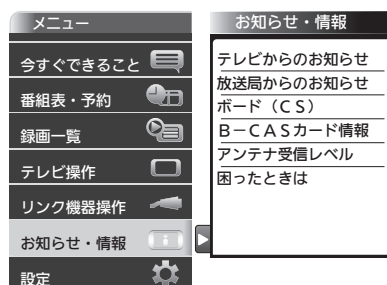 メニュー
今すぐできること
番組表・予約
録画一覧
テレビ操作
リンク機器操作
お知らせ・情報
設定
お知らせ・情報
テレビからのお知らせ
放送局からのお知らせ
ボード（ＣＳ）
Ｂ－ＣＡＳカード情報
アンテナ受信レベル
困ったときは